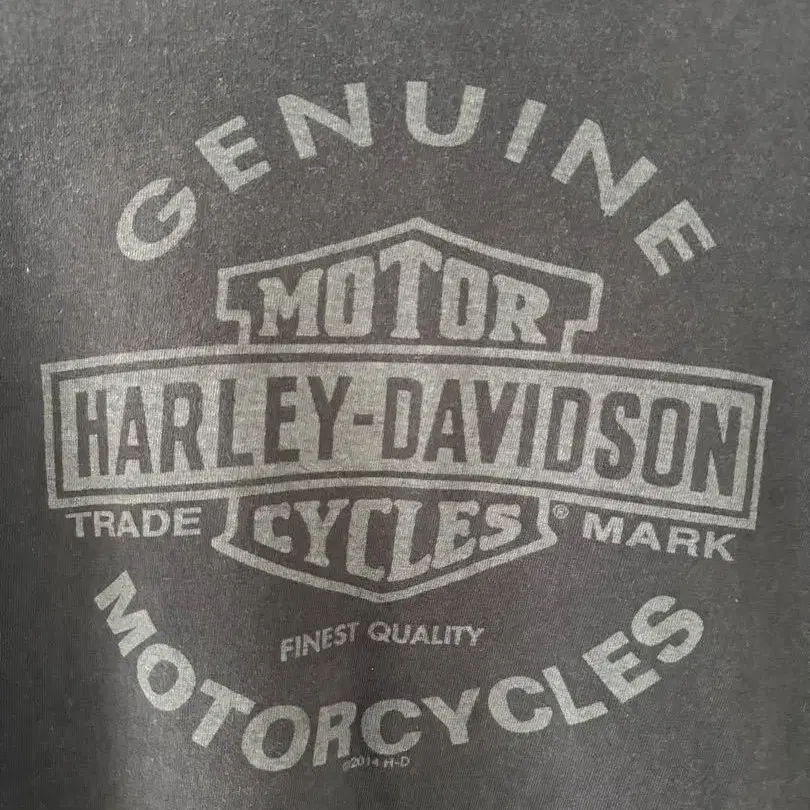 GENUINE
MOTOR
HARLEY-DAVIDSON
CYCLES
TRADE ® MARK
FINEST QUALITY
MOTORCYCLES
©2014 H-D